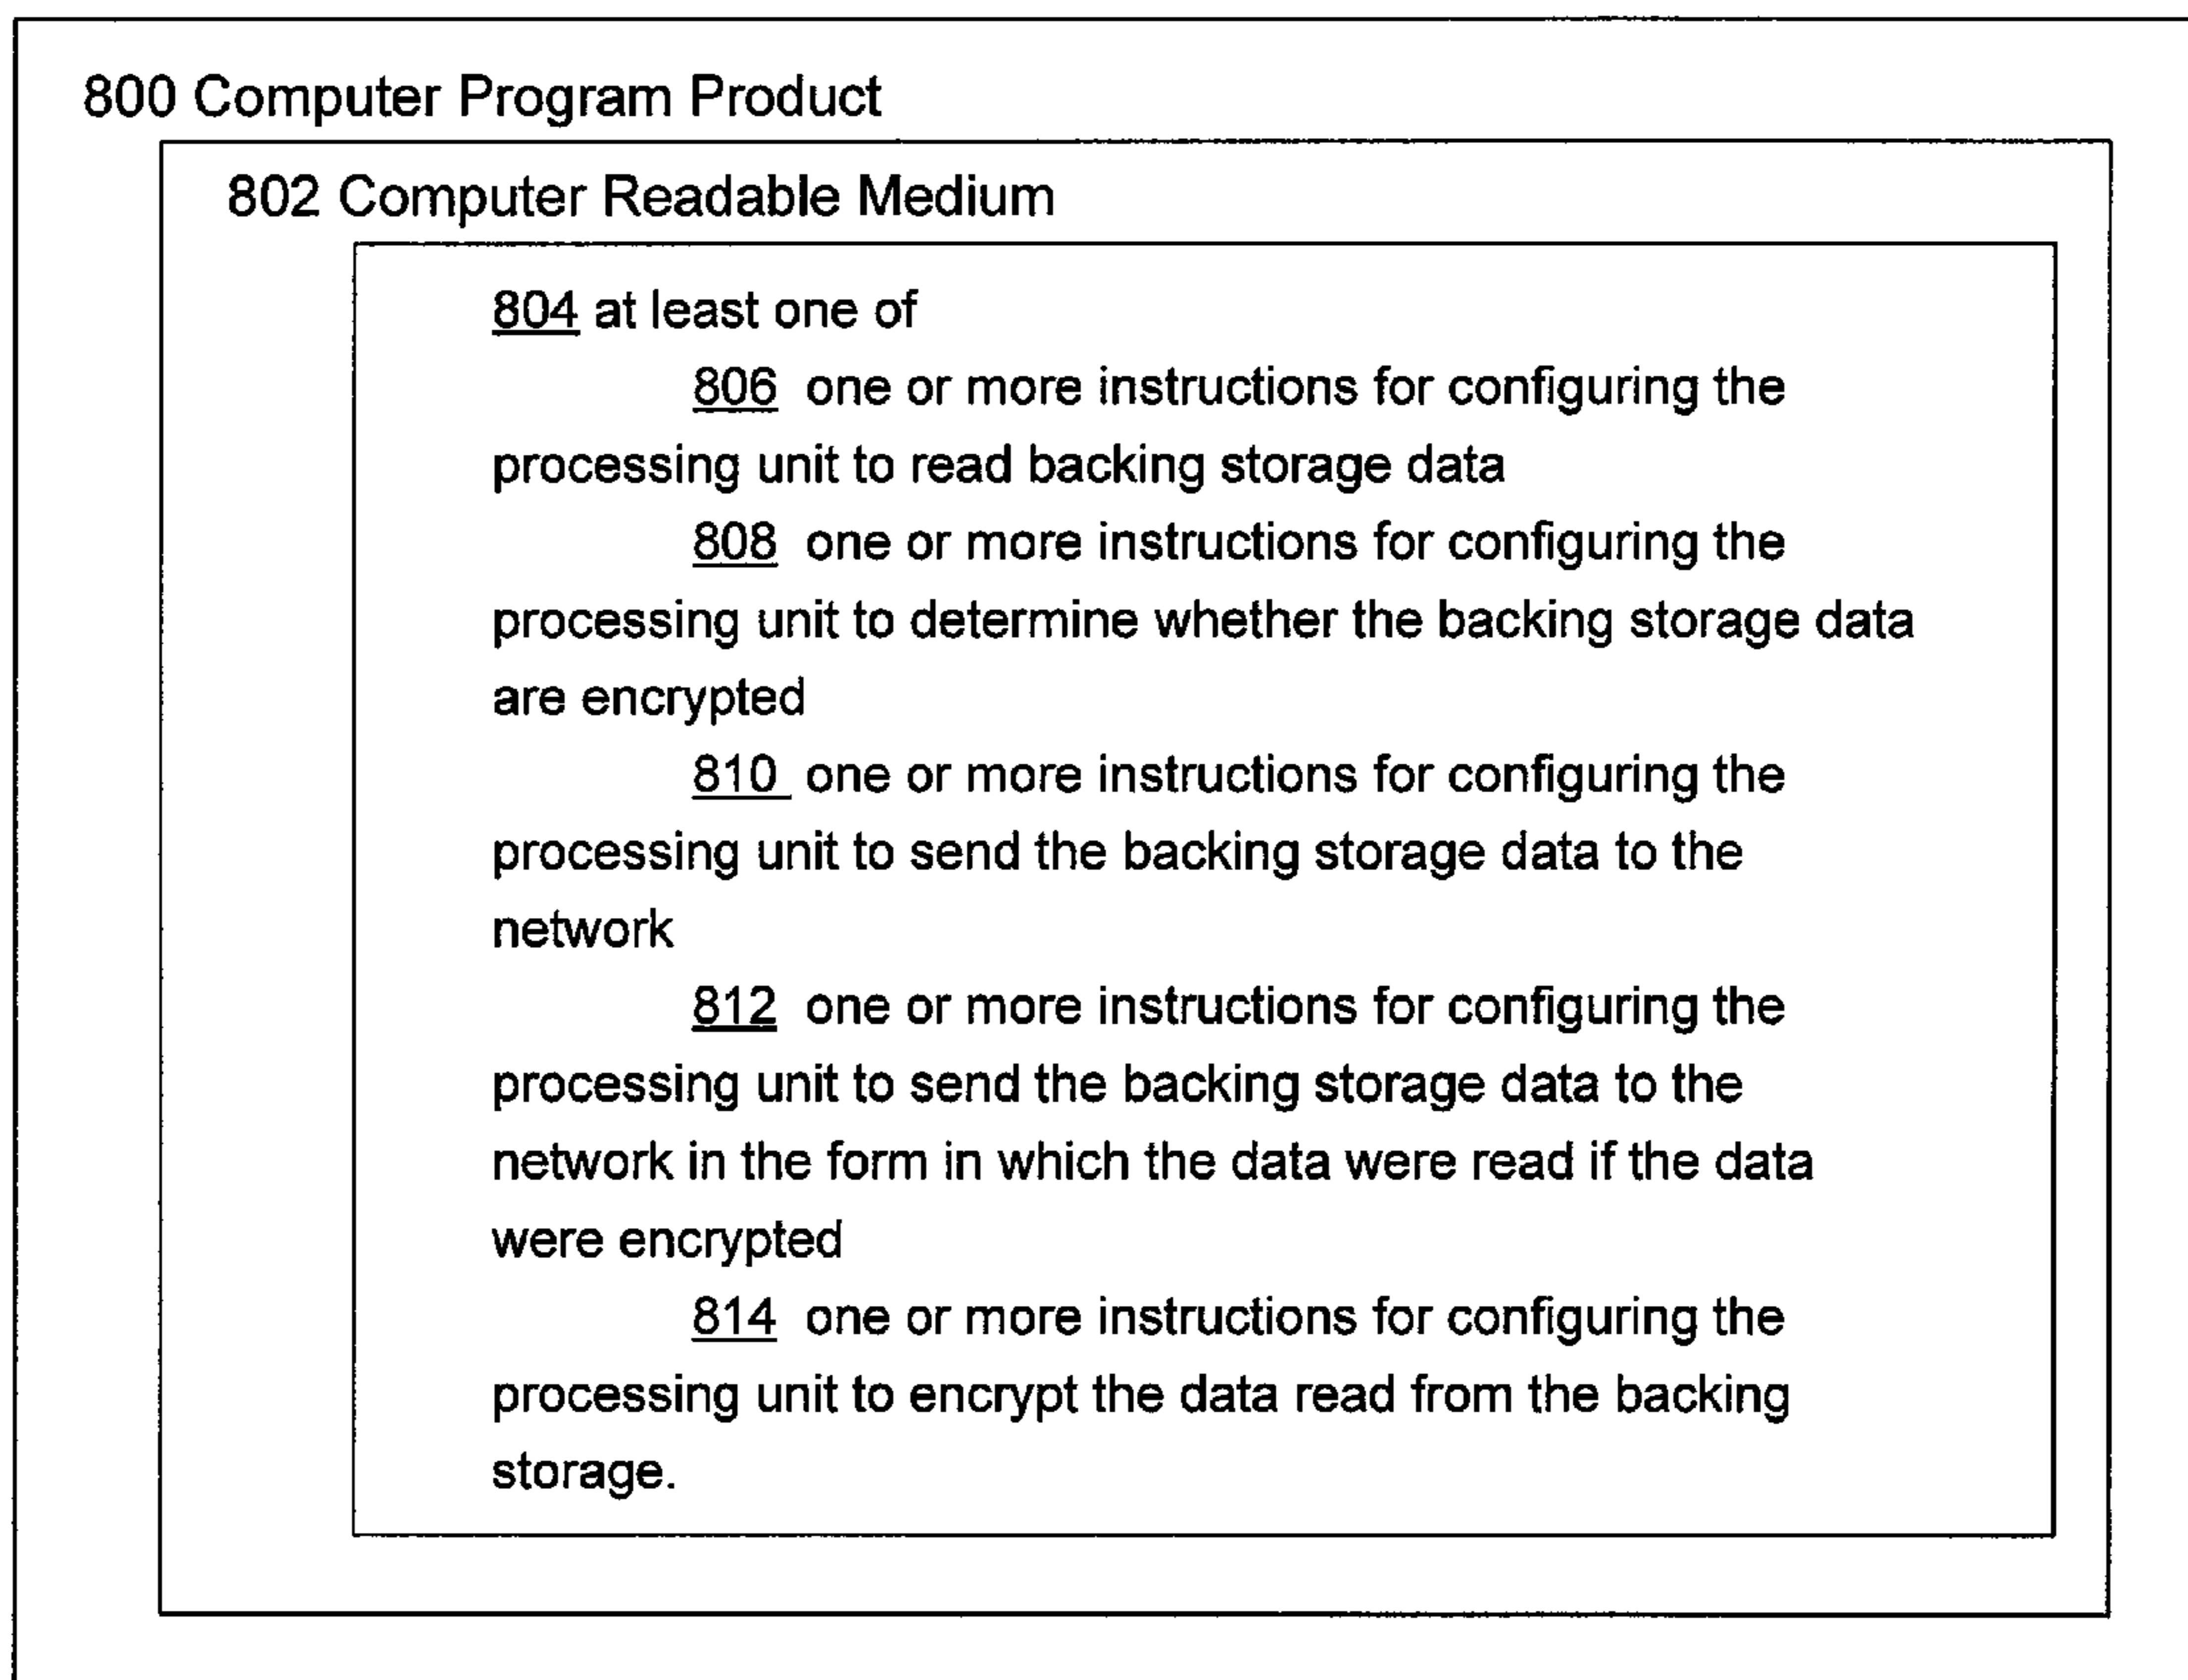 800 Computer Program Product
802 Computer Readable Medium
804 at least one of
806 one or more instructions for configuring the
processing unit to read backing storage data
808 one or more instructions for configuring the
processing unit to determine whether the backing storage data
are encrypted
810 one or more instructions for configuring the
processing unit to send the backing storage data to the
network
812 one or more instructions for configuring the
processing unit to send the backing storage data to the
network in the form in which the data were read if the data
were encrypted
814 one or more instructions for configuring the
processing unit to encrypt the data read from the backing
storage.